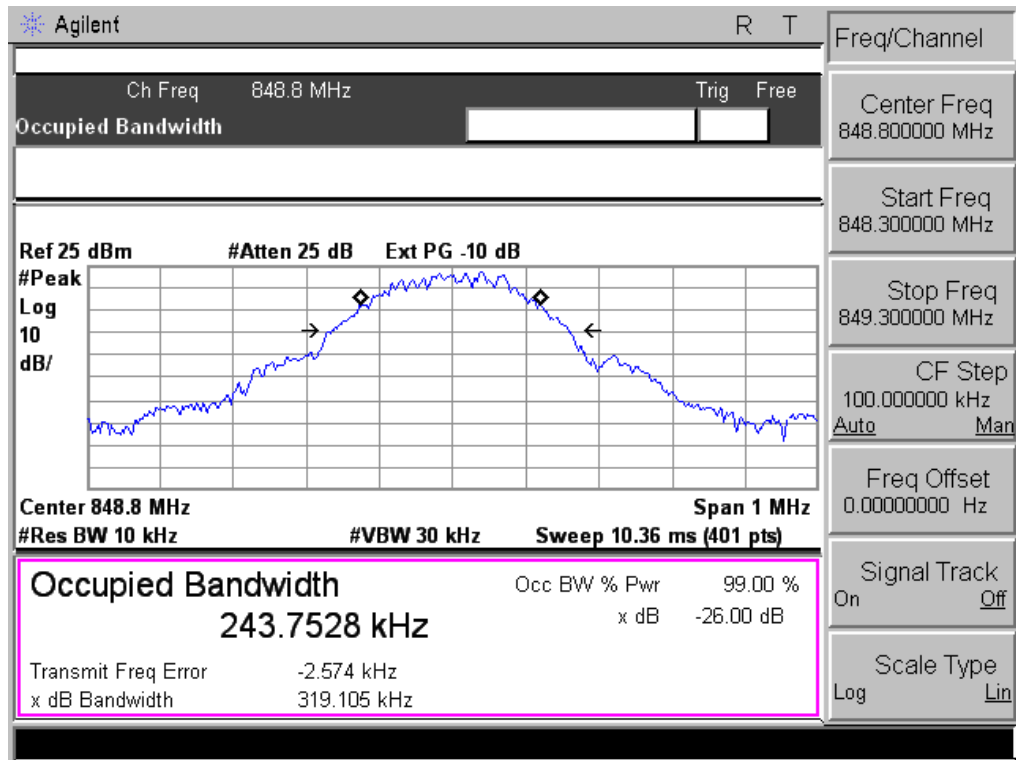 Agilent R T
Ch Freq 848.8 MHz Trig Free
Occupied Bandwidth
Ref 25 dBm #Atten 25 dB Ext PG -10 dB
#Peak
Log
10
dB/
Center 848.8 MHz Span 1 MHz
#Res BW 10 kHz #VBW 30 kHz Sweep 10.36 ms (401 pts)
Occupied Bandwidth
243.7528 kHz
Occ BW % Pwr 99.00 %
x dB -26.00 dB
Transmit Freq Error -2.574 kHz
x dB Bandwidth 319.105 kHz
Freq/Channel
Center Freq
848.800000 MHz
Start Freq
848.300000 MHz
Stop Freq
849.300000 MHz
CF Step
100.000000 kHz
Auto Man
Freq Offset
0.00000000 Hz
Signal Track
On Off
Scale Type
Log Lin